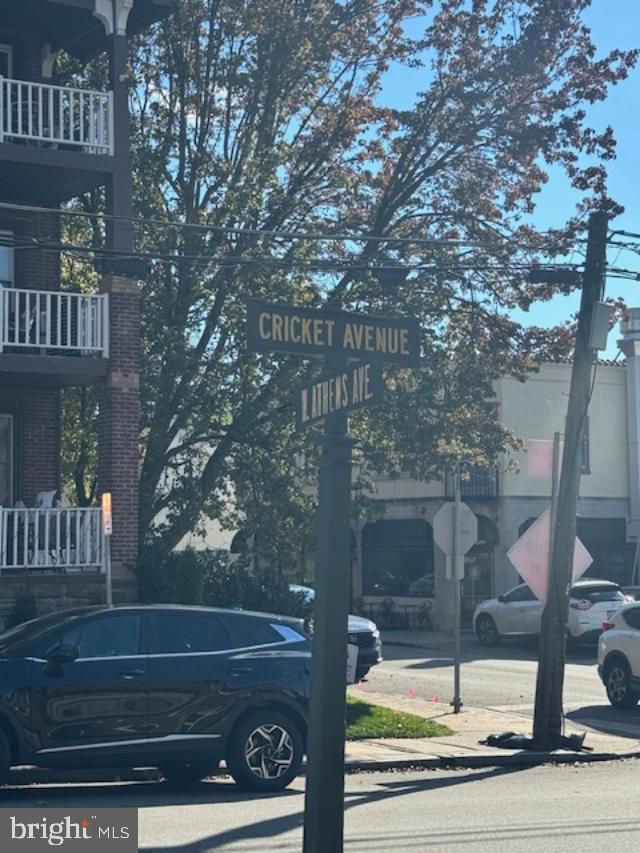 CRICKET AVENUE
W. ATHENS AVE
bright MLS